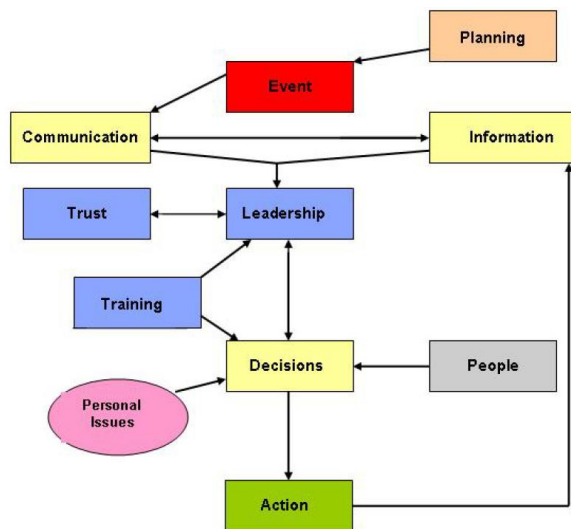 Planning
Event
Communication
Information
Trust
Leadership
Training
Decisions
People
Personal
Issues
Action